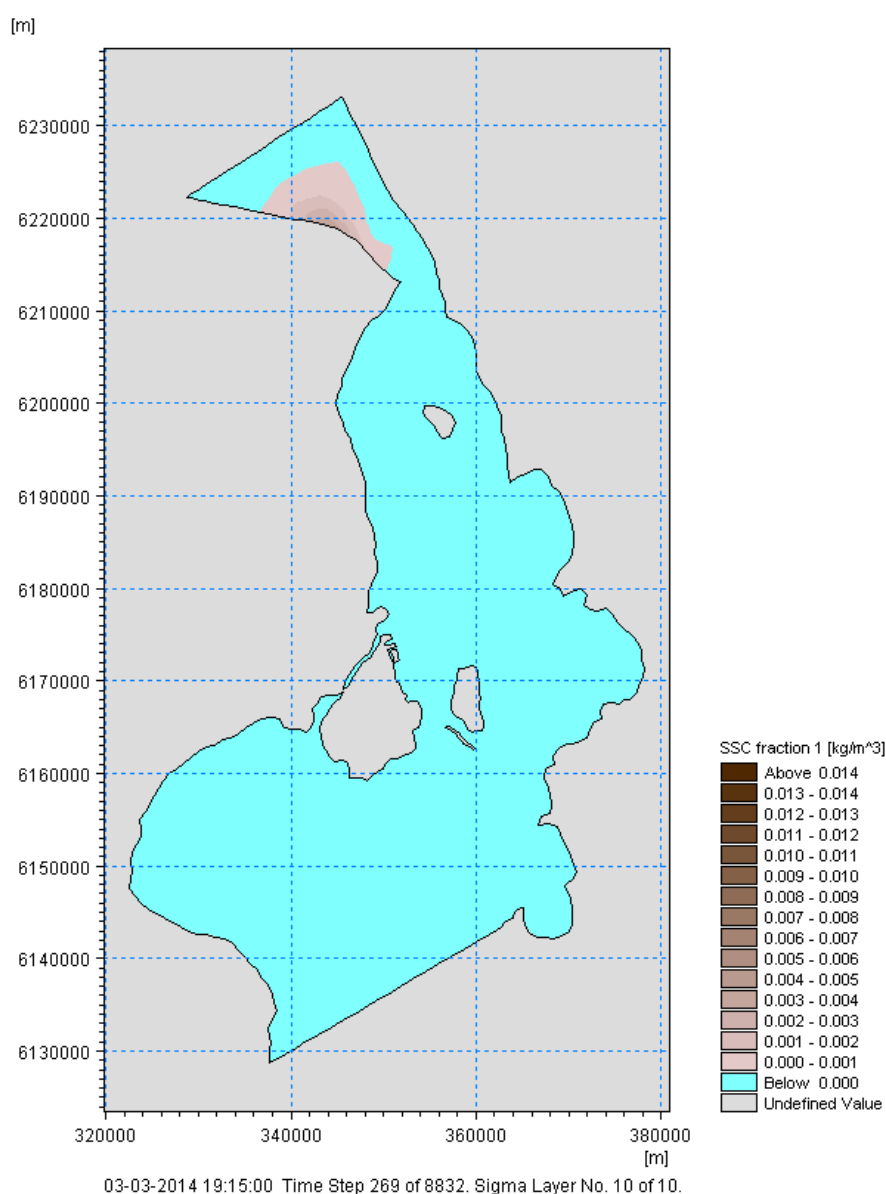 [m]
6230000
6220000
6210000
6200000
6190000
6180000
6170000
6160000
6150000
6140000
6130000
320000 340000 360000 380000
[m]
SSC fraction 1 [kg/m^3]
Above 0.014
0.013 - 0.014
0.012 - 0.013
0.011 - 0.012
0.010 - 0.011
0.009 - 0.010
0.008 - 0.009
0.007 - 0.008
0.006 - 0.007
0.005 - 0.006
0.004 - 0.005
0.003 - 0.004
0.002 - 0.003
0.001 - 0.002
0.000 - 0.001
Below 0.000
Undefined Value
03-03-2014 19:15:00 Time Step 269 of 8832. Sigma Layer No. 10 of 10.